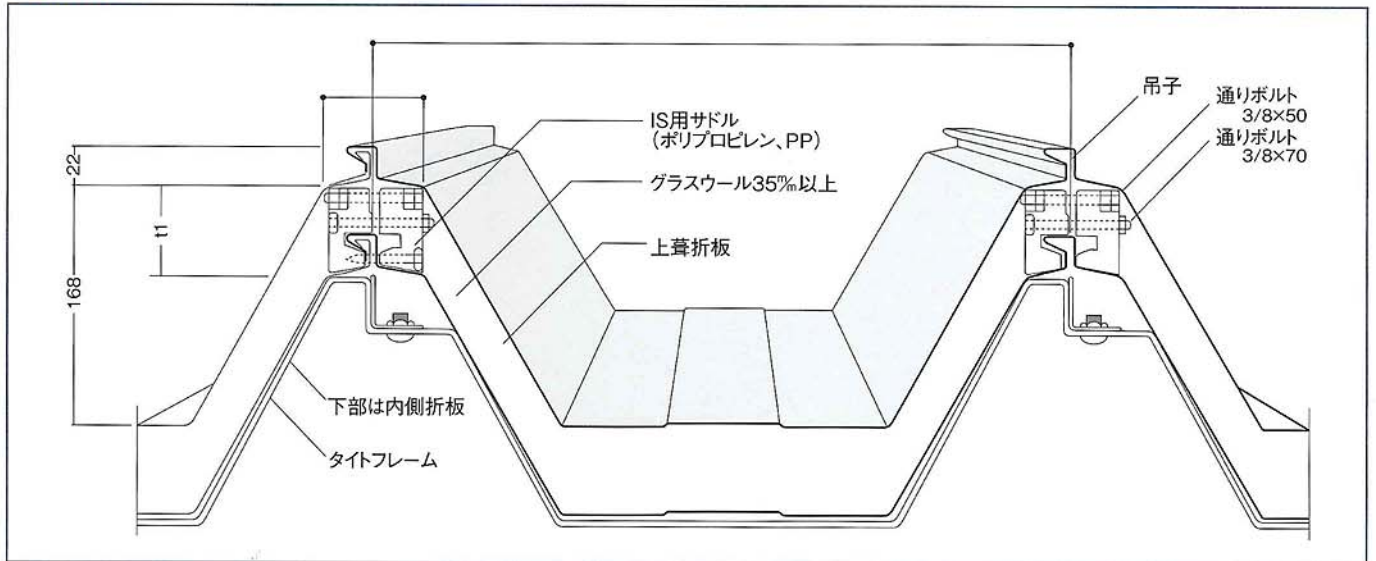 吊子
通りボルト
3/8×50
通りボルト
3/8×70
IS用サドル
(ポリプロピレン、PP)
グラスウール35㎜以上
上葺折板
22
t1
168
下部は内側折板
タイトフレーム